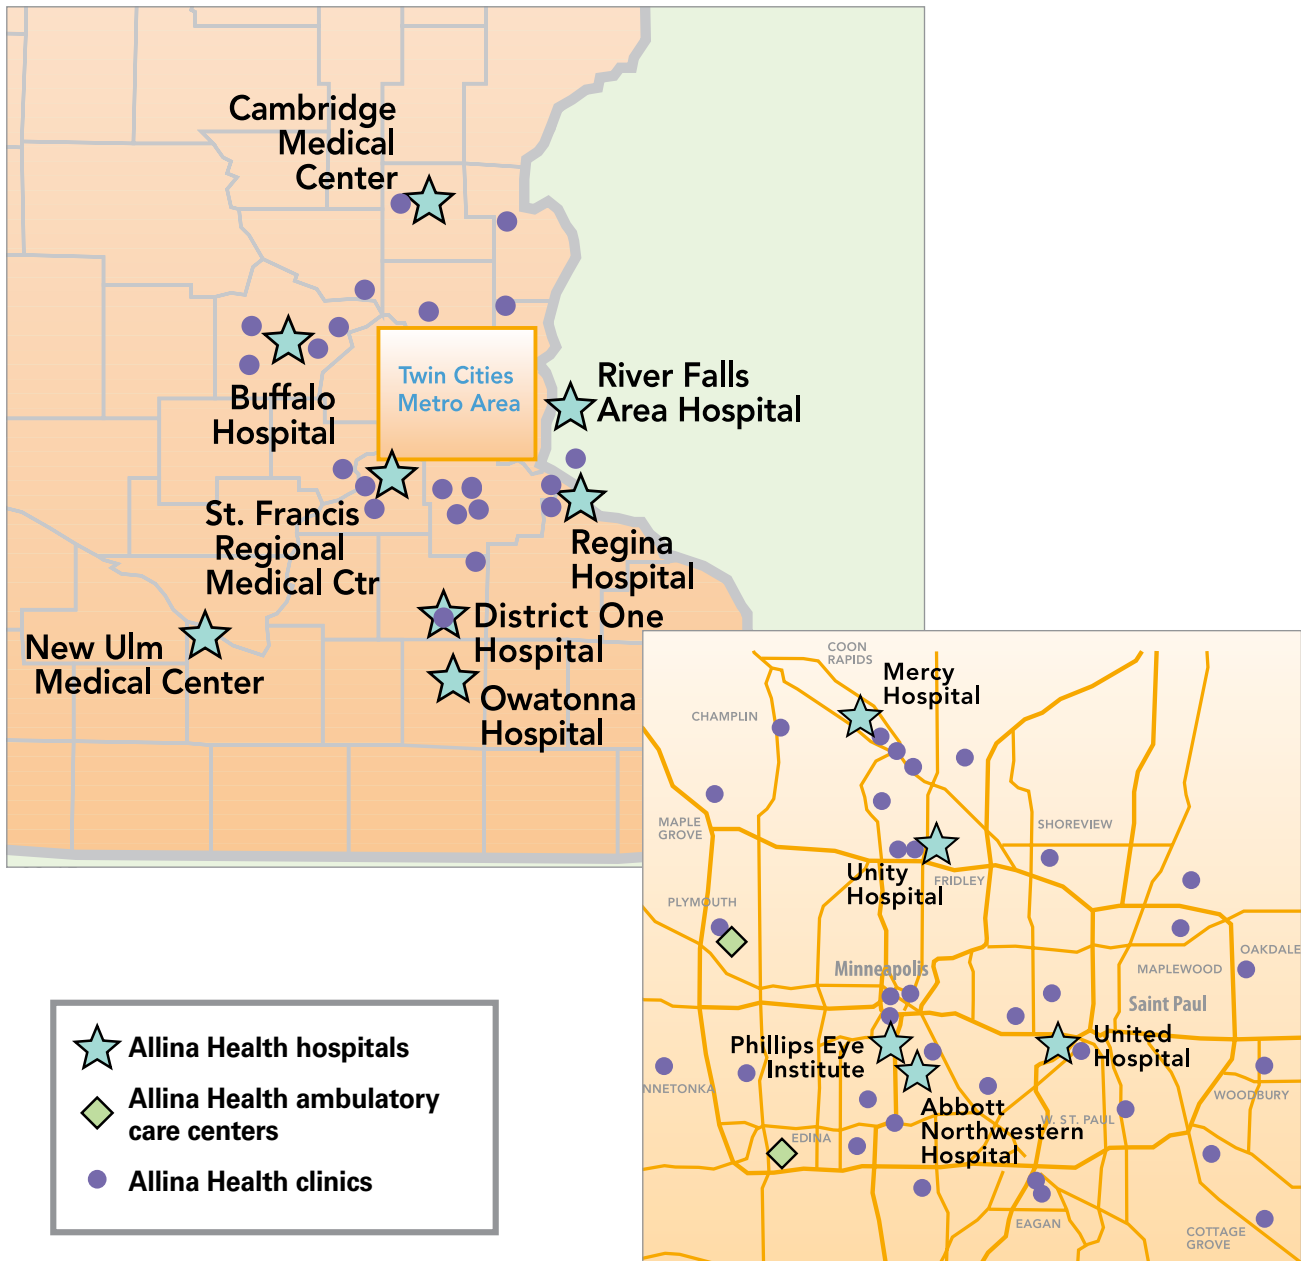 Cambridge
Medical
Center
Twin Cities
Metro Area
River Falls
Area Hospital
Buffalo
Hospital
St. Francis
Regional
Medical Ctr
Regina
Hospital
District One
Hospital
New Ulm
Medical Center
Owatonna
Hospital
COON
RAPIDS
Mercy
Hospital
CHAMPLIN
MAPLE
GROVE
SHOREVIEW
Unity
Hospital
FRIDLEY
PLYMOUTH
Minneapolis
OAKDALE
MAPLEWOOD
Saint Paul
Phillips Eye
Institute
United
Hospital
NNETONKA
WOODBURY
Abbott
Northwestern
Hospital
W. ST. PAUL
EDINA
EAGAN
COTTAGE
GROVE
Allina Health hospitals
Allina Health ambulatory
care centers
Allina Health clinics